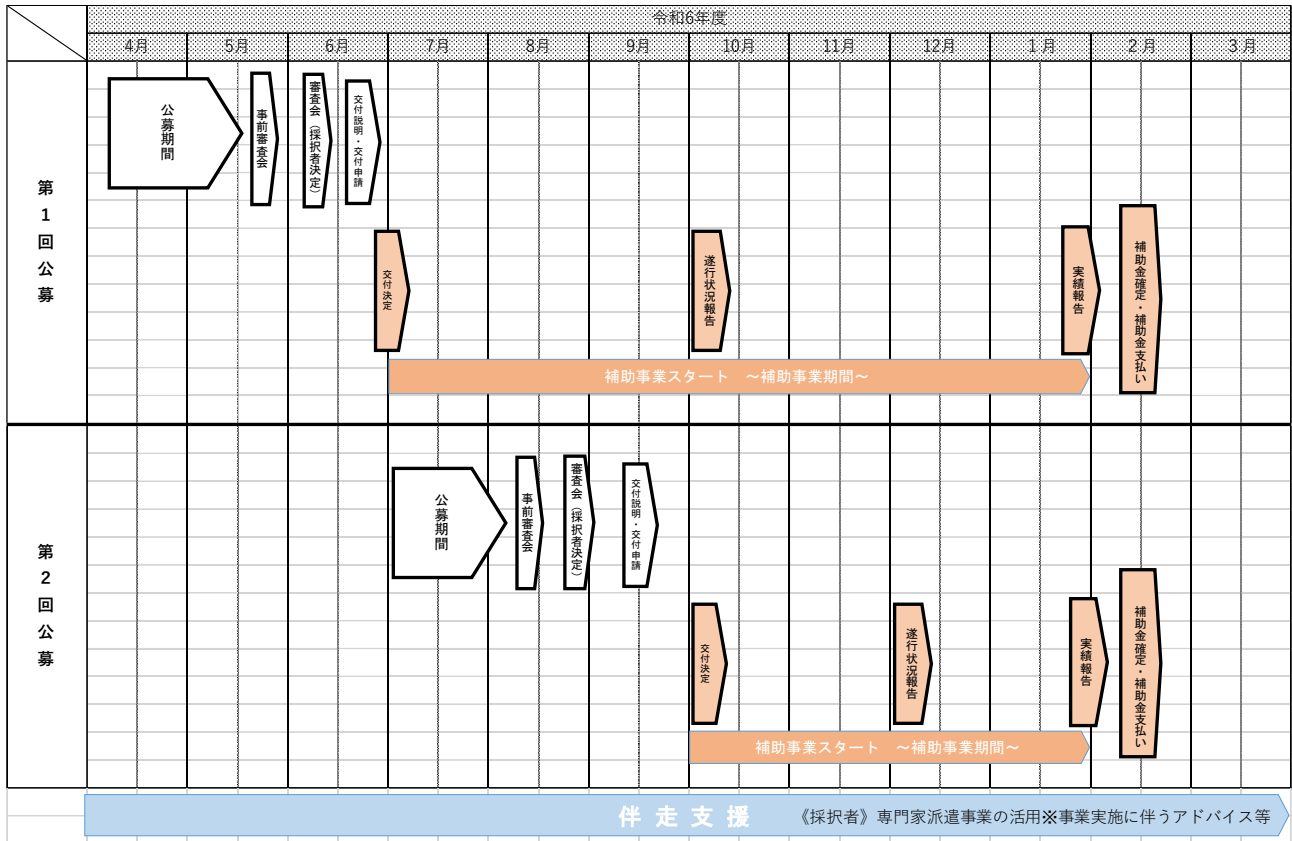 令和6年度
4月 5月 6月 7月 8月 9月 10月 11月 12月 1月 2月 3月
第1回公募
公募期間
事前審査会
審査会（採択者決定）
交付説明・交付申請
交付決定
遂行状況報告
実績報告
補助金確定・補助金支払い
補助事業スタート　～補助事業期間～
第2回公募
公募期間
事前審査会
審査会（採択者決定）
交付説明・交付申請
交付決定
遂行状況報告
実績報告
補助金確定・補助金支払い
補助事業スタート　～補助事業期間～
伴走支援　《採択者》専門家派遣事業の活用※事業実施に伴うアドバイス等